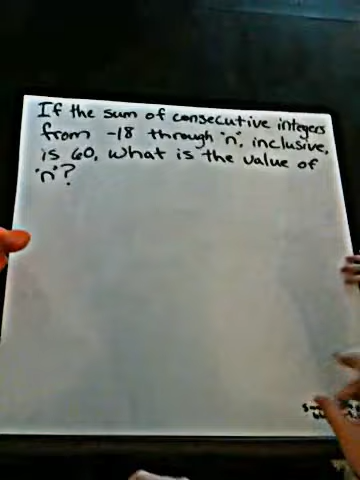 If the sum of consecutive integers
from -18 through "n", inclusive,
is 60, what is the value of
"n"?